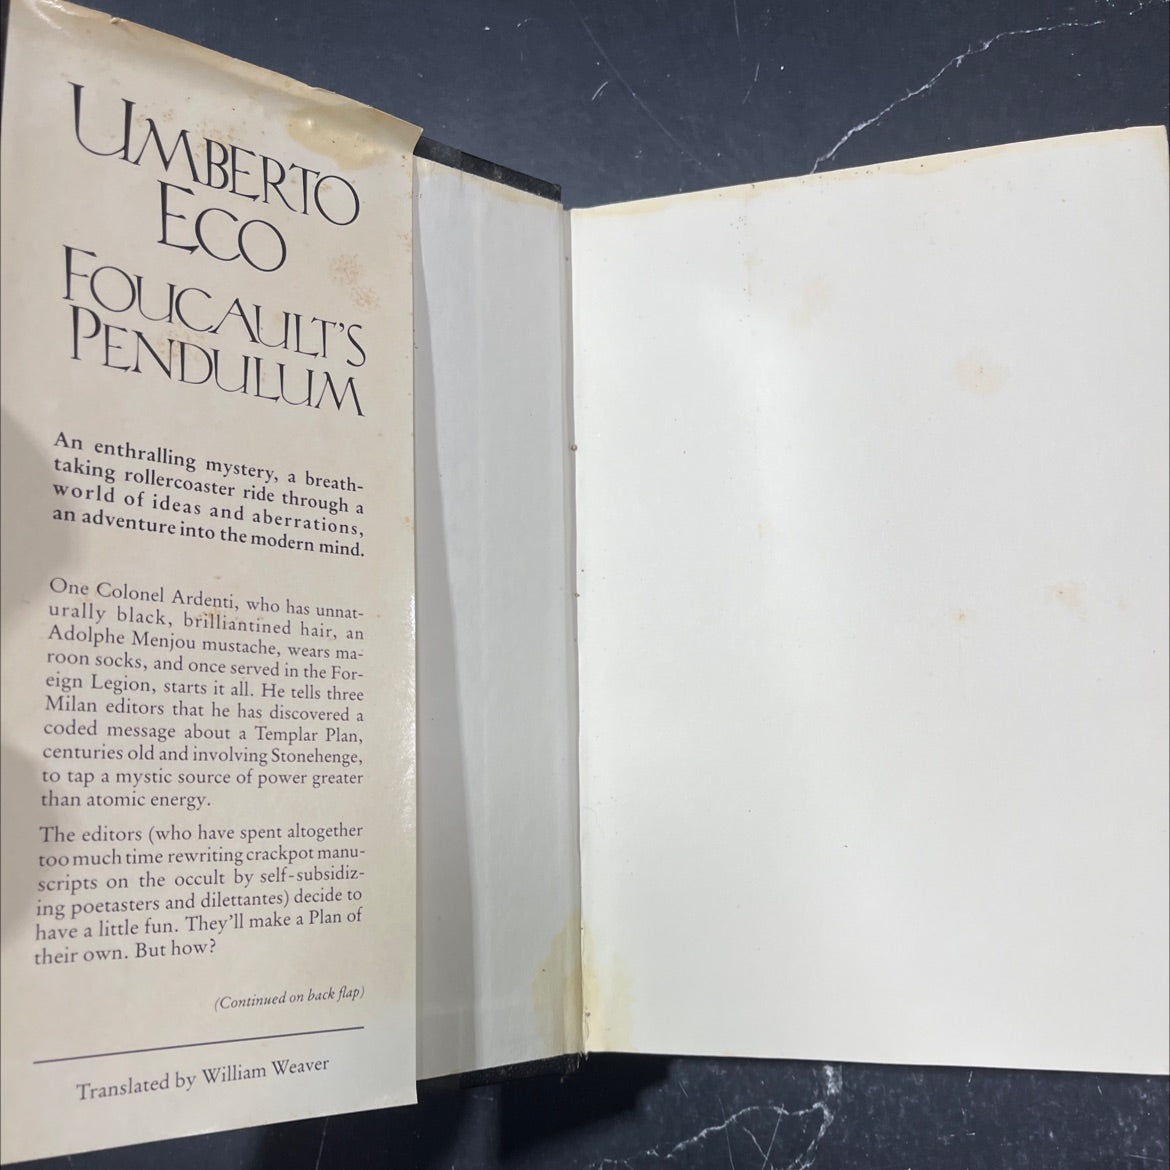 UMBERTO
ECO
FOUCAULT'S
PENDULUM
An enthralling mystery, a breath-
taking rollercoaster ride through a
world of ideas and aberrations,
an adventure into the modern mind.
One Colonel Ardenti, who has unnat-
urally black, brilliantined hair, an
Adolphe Menjou mustache, wears ma-
roon socks, and once served in the For-
eign Legion, starts it all. He tells three
Milan editors that he has discovered a
coded message about a Templar Plan,
centuries old and involving Stonehenge,
to tap a mystic source of power greater
than atomic energy.
The editors (who have spent altogether
too much time rewriting crackpot manu-
scripts on the occult by self-subsidiz-
ing poetasters and dilettantes) decide to
have a little fun. They'll make a Plan of
their own. But how?
(Continued on back flap)
Translated by William Weaver